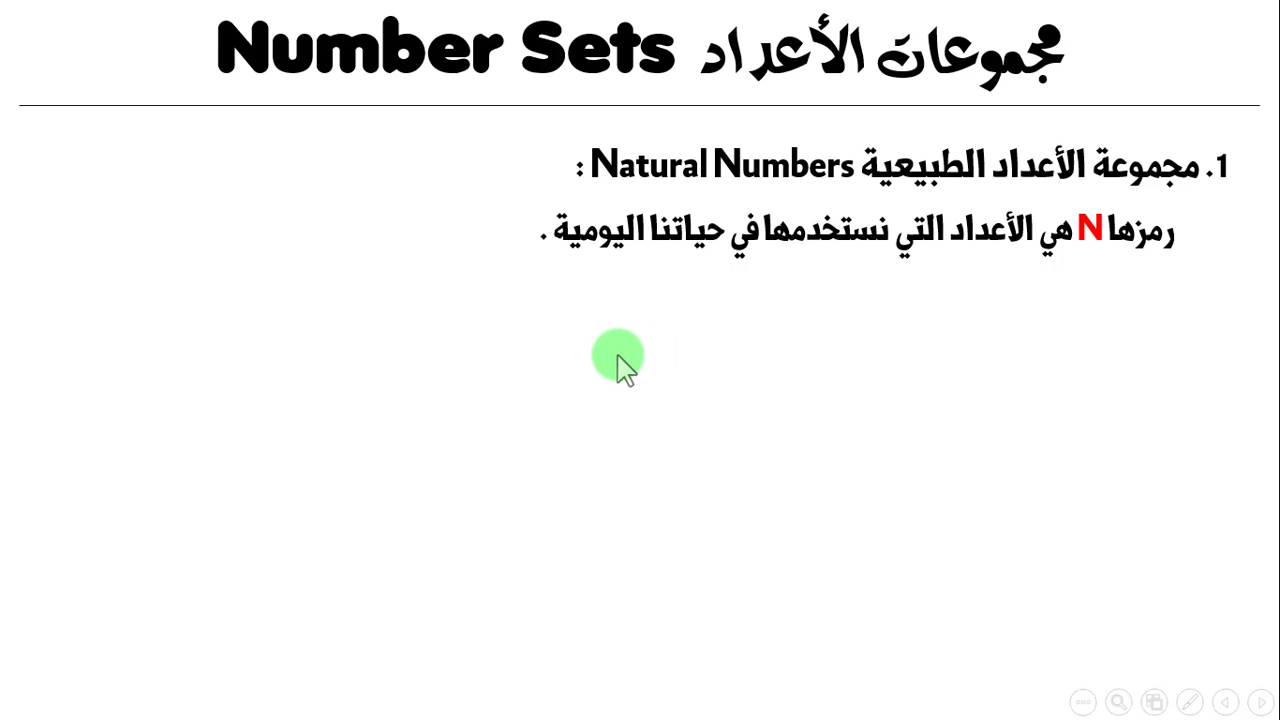 مجموعات الأعداد Number Sets
1. مجموعة الأعداد الطبيعية Natural Numbers :
رمزها N هي الأعداد التي نستخدمها في حياتنا اليومية .